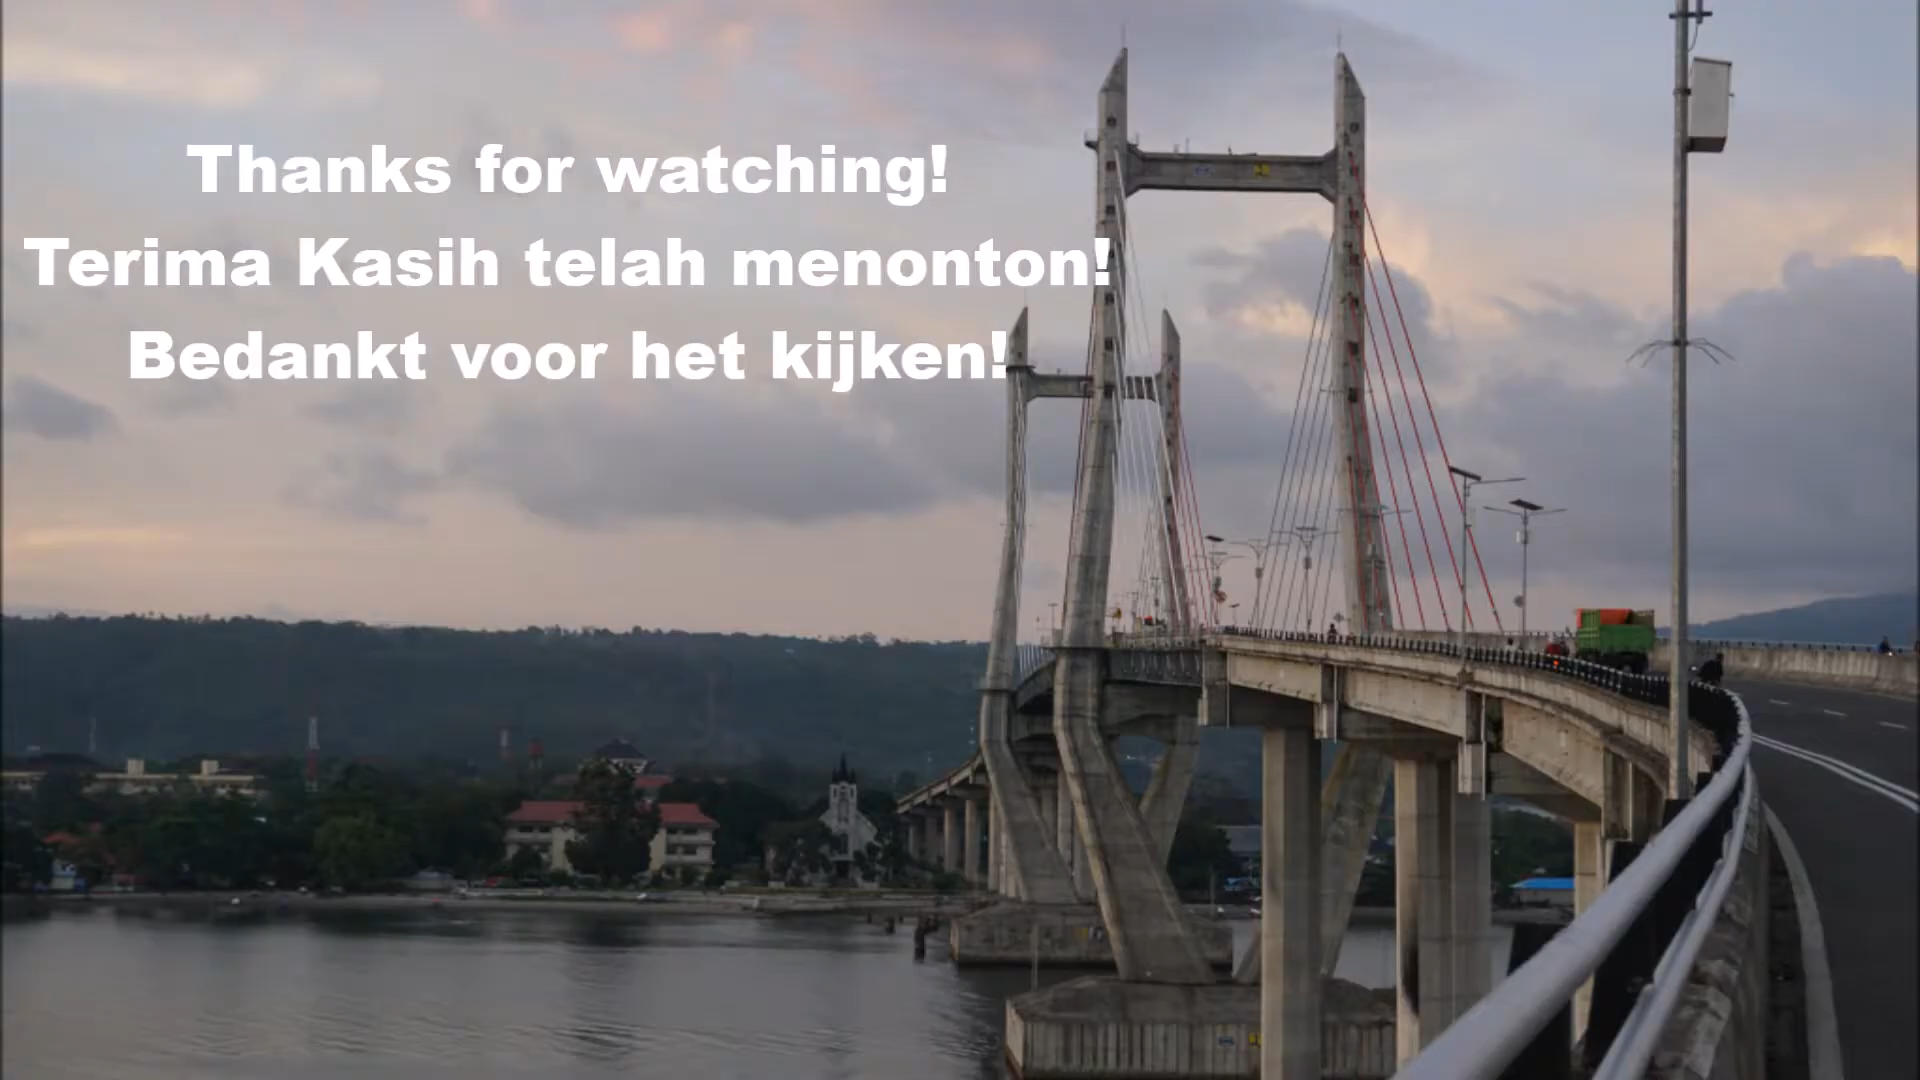 Thanks for watching!
Terima Kasih telah menonton!
Bedankt voor het kijken!